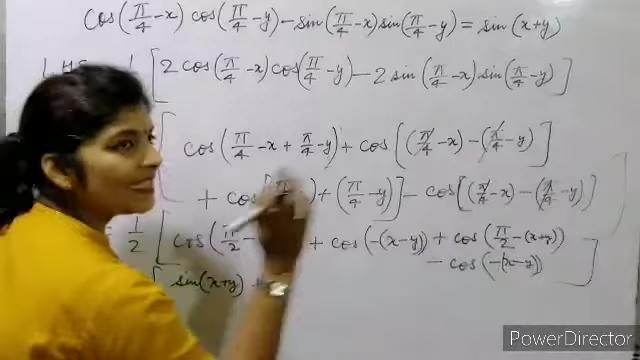 cos(π/4 -x) cos(π/4 -y) - sin(π/4 -x) sin(π/4 -y) = sin (x+y)
L.H.S 1 [2 cos(π/4 -x) cos(π/4 -y) - 2 sin(π/4 -x) sin(π/4 -y)]
[ cos(π/4 -x + π/4 -y) + cos[(π/4 -x) - (π/4 -y)]
+ cos[ + (π/4 -y)] - cos[(π/4 -x) - (π/4 -y)] ]
1/2 [cos(π/2 - + cos(-(x-y)) + cos(π/2 -(x+y))
- cos(-(x-y)) ]
[ sin(x+y) +
PowerDirector